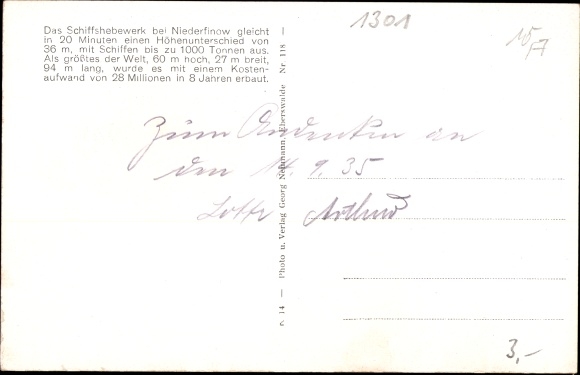 Das Schiffshebewerk bei Niederfinow gleicht
in 20 Minuten einen Höhenunterschied von
36 m, mit Schiffen bis zu 1000 Tonnen aus.
Als größtes der Welt, 60 m hoch, 27 m breit,
94 m lang, wurde es mit einem Kosten-
aufwand von 28 Millionen in 8 Jahren erbaut.
1301
Zum Andenken an
den 14. 9. 35
Lotte
14 — Photo u. Verlag Georg Neumann, Eberswalde Nr 118 —
3,-